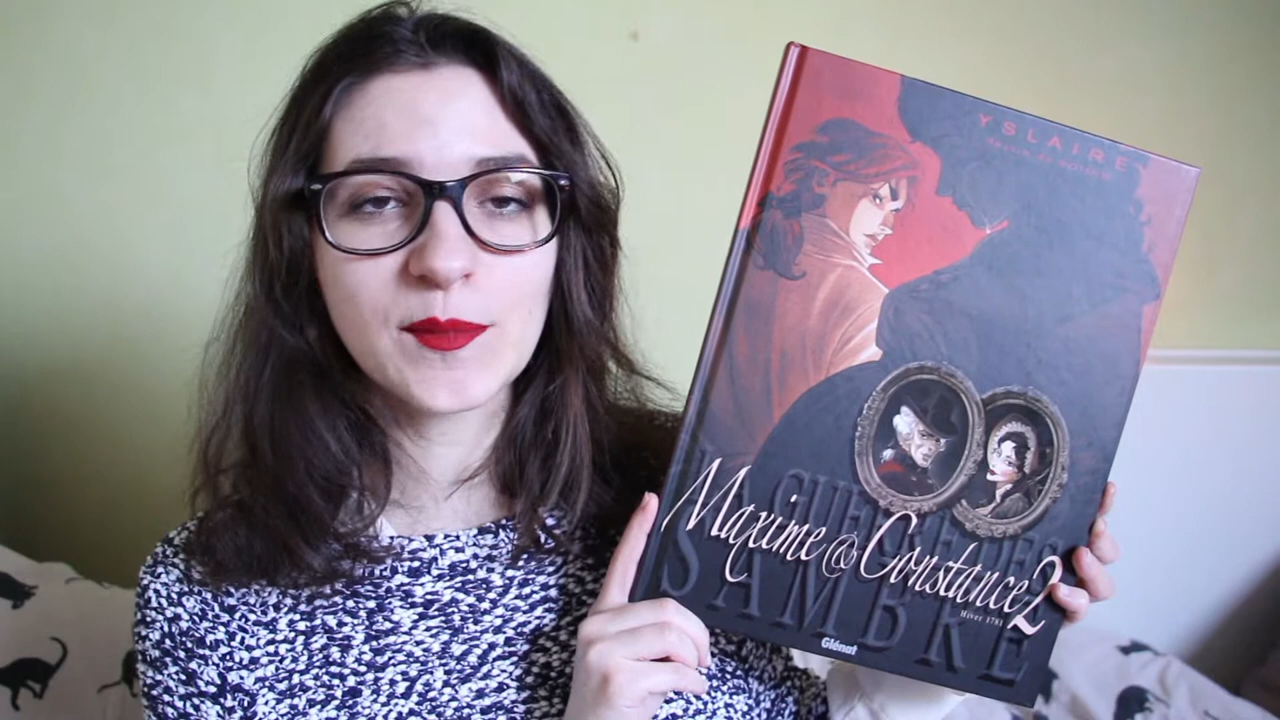 YSLAIRE
LA GUERRE DES
SAMBRE
Maxime & Constance 2
Hiver 1781
Glénat